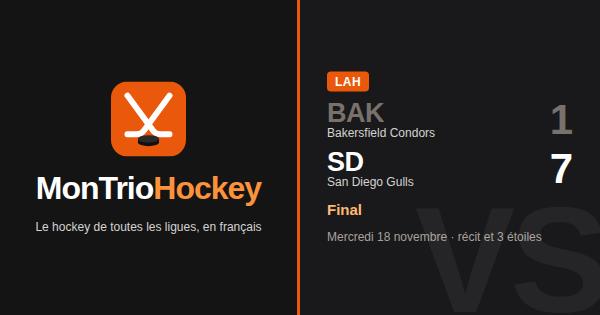 MonTrioHockey
Le hockey de toutes les ligues, en français
LAH
BAK 1
Bakersfield Condors
SD 7
San Diego Gulls
Final
Mercredi 18 novembre · récit et 3 étoiles
VS